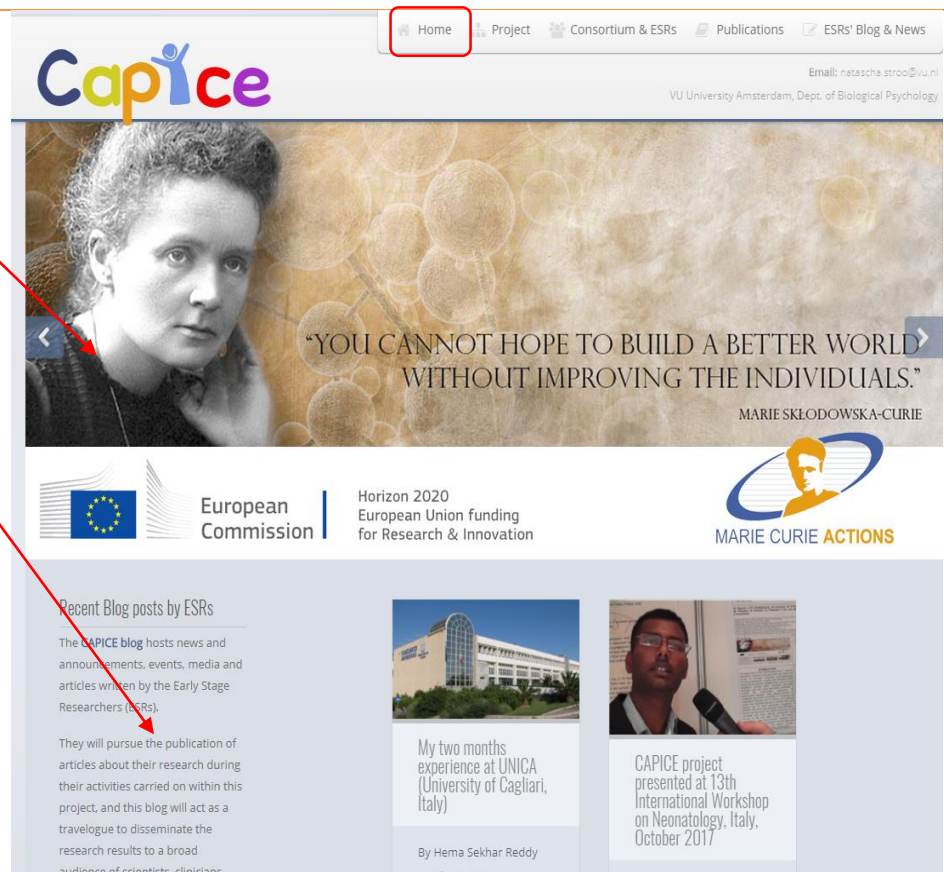 Home Project Consortium & ESRs Publications ESRs' Blog & News
Capice
Email: natascha.stroo@vu.nl
VU University Amsterdam, Dept. of Biological Psychology
“YOU CANNOT HOPE TO BUILD A BETTER WORLD
WITHOUT IMPROVING THE INDIVIDUALS.”
MARIE SKŁODOWSKA-CURIE
European
Commission
Horizon 2020
European Union funding
for Research & Innovation
MARIE CURIE ACTIONS
Recent Blog posts by ESRs
The CAPICE blog hosts news and
announcements, events, media and
articles written by the Early Stage
Researchers (ESRs).
They will pursue the publication of
articles about their research during
their activities carried on within this
project, and this blog will act as a
travelogue to disseminate the
research results to a broad
audience of scientists, clinicians
My two months
experience at UNICA
(University of Cagliari,
Italy)
By Hema Sekhar Reddy
CAPICE project
presented at 13th
International Workshop
on Neonatology, Italy,
October 2017